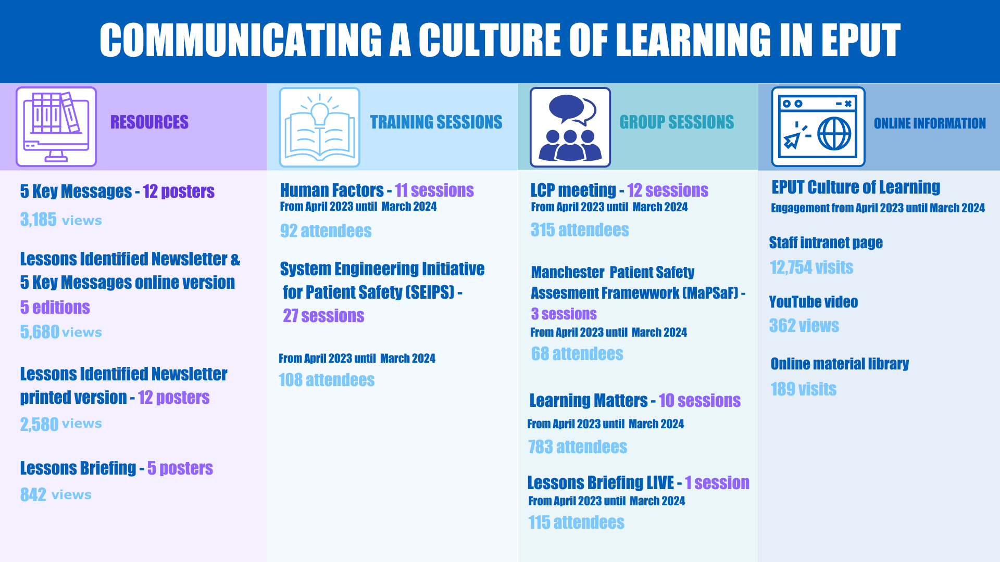 COMMUNICATING A CULTURE OF LEARNING IN EPUT
RESOURCES
5 Key Messages - 12 posters
3,185 views
Lessons Identified Newsletter &
5 Key Messages online version
5 editions
5,680 views
Lessons Identified Newsletter
printed version - 12 posters
2,580 views
Lessons Briefing - 5 posters
842 views
TRAINING SESSIONS
Human Factors - 11 sessions
From April 2023 until March 2024
92 attendees
System Engineering Initiative
for Patient Safety (SEIPS) -
27 sessions
From April 2023 until March 2024
108 attendees
GROUP SESSIONS
LCP meeting - 12 sessions
From April 2023 until March 2024
315 attendees
Manchester Patient Safety
Assesment Framewwork (MaPSaF) -
3 sessions
From April 2023 until March 2024
68 attendees
Learning Matters - 10 sessions
From April 2023 until March 2024
783 attendees
Lessons Briefing LIVE - 1 session
From April 2023 until March 2024
115 attendees
ONLINE INFORMATION
EPUT Culture of Learning
Engagement from April 2023 until March 2024
Staff intranet page
12,754 visits
YouTube video
362 views
Online material library
189 visits